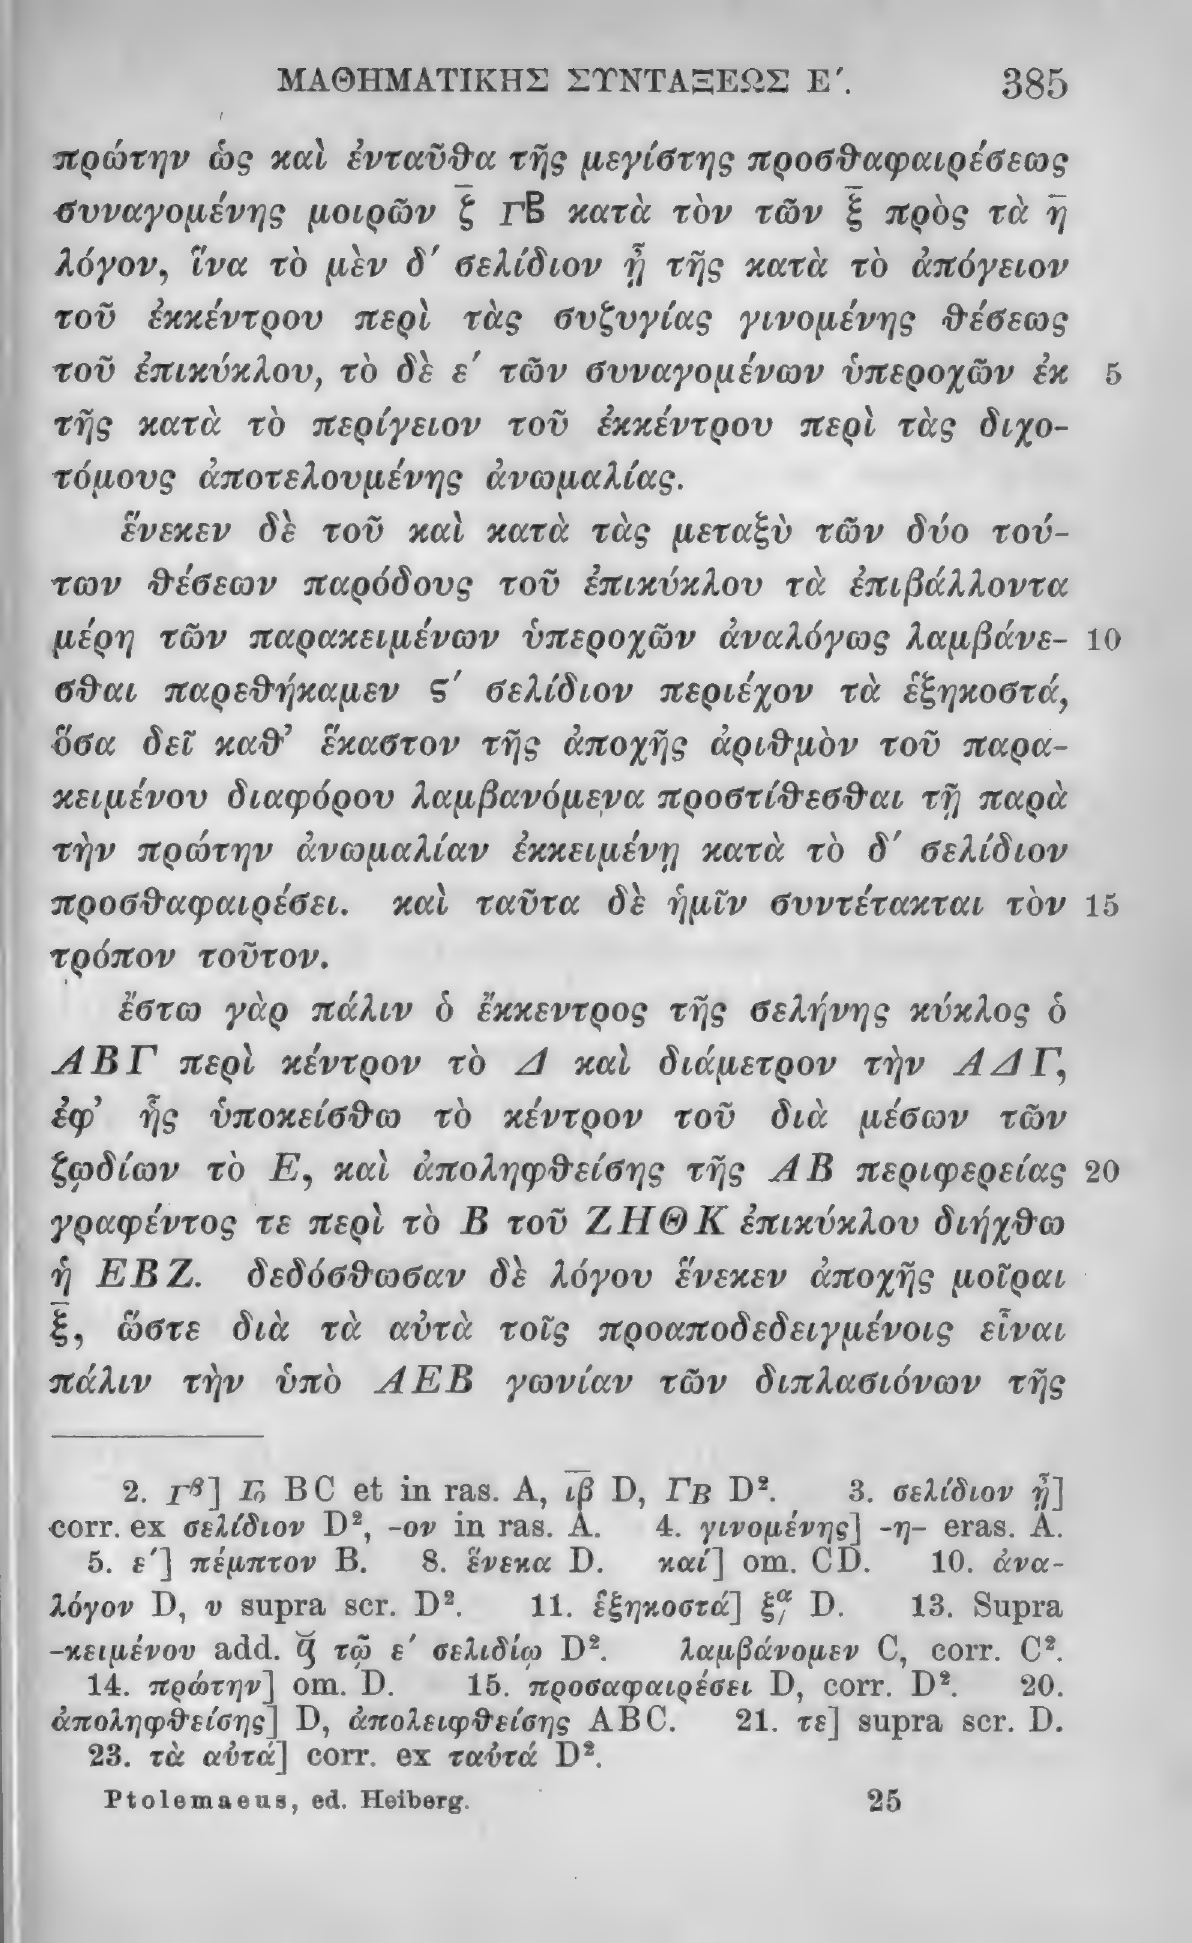 ΜΑΘΗΜΑΤΙΚΗΣ ΣΥΝΤΑΞΕΩΣ Ε΄. 385
πρώτην ὡς καὶ ἐνταῦθα τῆς μεγίστης προσθαφαιρέσεως
συναγομένης μοιρῶν ζ̅ Γβ κατὰ τὸν τῶν ξ̅ πρὸς τὰ η̅
λόγον, ἵνα τὸ μὲν δ΄ σελίδιον ᾖ τῆς κατὰ τὸ ἀπόγειον
τοῦ ἐκκέντρου περὶ τὰς συζυγίας γινομένης θέσεως
τοῦ ἐπικύκλου, τὸ δὲ ε΄ τῶν συναγομένων ὑπεροχῶν ἐκ 5
τῆς κατὰ τὸ περίγειον τοῦ ἐκκέντρου περὶ τὰς διχο-
τόμους ἀποτελουμένης ἀνωμαλίας.
ἕνεκεν δὲ τοῦ καὶ κατὰ τὰς μεταξὺ τῶν δύο τού-
των θέσεων παρόδους τοῦ ἐπικύκλου τὰ ἐπιβάλλοντα
μέρη τῶν παρακειμένων ὑπεροχῶν ἀναλόγως λαμβάνε- 10
σθαι παρεθήκαμεν ϛ΄ σελίδιον περιέχον τὰ ἑξηκοστά,
ὅσα δεῖ καθ’ ἕκαστον τῆς ἀποχῆς ἀριθμὸν τοῦ παρα-
κειμένου διαφόρου λαμβανόμενα προστίθεσθαι τῇ παρὰ
τὴν πρώτην ἀνωμαλίαν ἐκκειμένῃ κατὰ τὸ δ΄ σελίδιον
προσθαφαιρέσει. καὶ ταῦτα δὲ ἡμῖν συντέτακται τὸν 15
τρόπον τοῦτον.
ἔστω γὰρ πάλιν ὁ ἔκκεντρος τῆς σελήνης κύκλος ὁ
ΑΒΓ περὶ κέντρον τὸ Δ καὶ διάμετρον τὴν ΑΔΓ,
ἐφ’ ἧς ὑποκείσθω τὸ κέντρον τοῦ διὰ μέσων τῶν
ζῳδίων τὸ Ε, καὶ ἀποληφθείσης τῆς ΑΒ περιφερείας 20
γραφέντος τε περὶ τὸ Β τοῦ ΖΗΘΚ ἐπικύκλου διήχθω
ἡ ΕΒΖ. δεδόσθωσαν δὲ λόγου ἕνεκεν ἀποχῆς μοῖραι
ξ̅, ὥστε διὰ τὰ αὐτὰ τοῖς προαποδεδειγμένοις εἶναι
πάλιν τὴν ὑπὸ ΑΕΒ γωνίαν τῶν διπλασιόνων τῆς
2. Γβ] BC et in ras. A, ι̅β̅ D, ΓΒ D². 3. σελίδιον ᾖ]
corr. ex σελίδιον D², -ον in ras. A. 4. γινομένης] -η- eras. A.
5. ε΄] πέμπτον B. 8. ἕνεκα D. καί] om. CD. 10. ἀνα-
λόγον D, ν supra scr. D². 11. ἑξηκοστά] ξα D. 13. Supra
-κειμένου add. τῷ ε΄ σελιδίῳ D². λαμβάνομεν C, corr. C².
14. πρώτην] om. D. 15. προσαφαιρέσει D, corr. D². 20.
ἀποληφθείσης] D, ἀπολειφθείσης ABC. 21. τε] supra scr. D.
23. τὰ αὐτά] corr. ex ταὐτά D².
Ptolemaeus, ed. Heiberg. 25